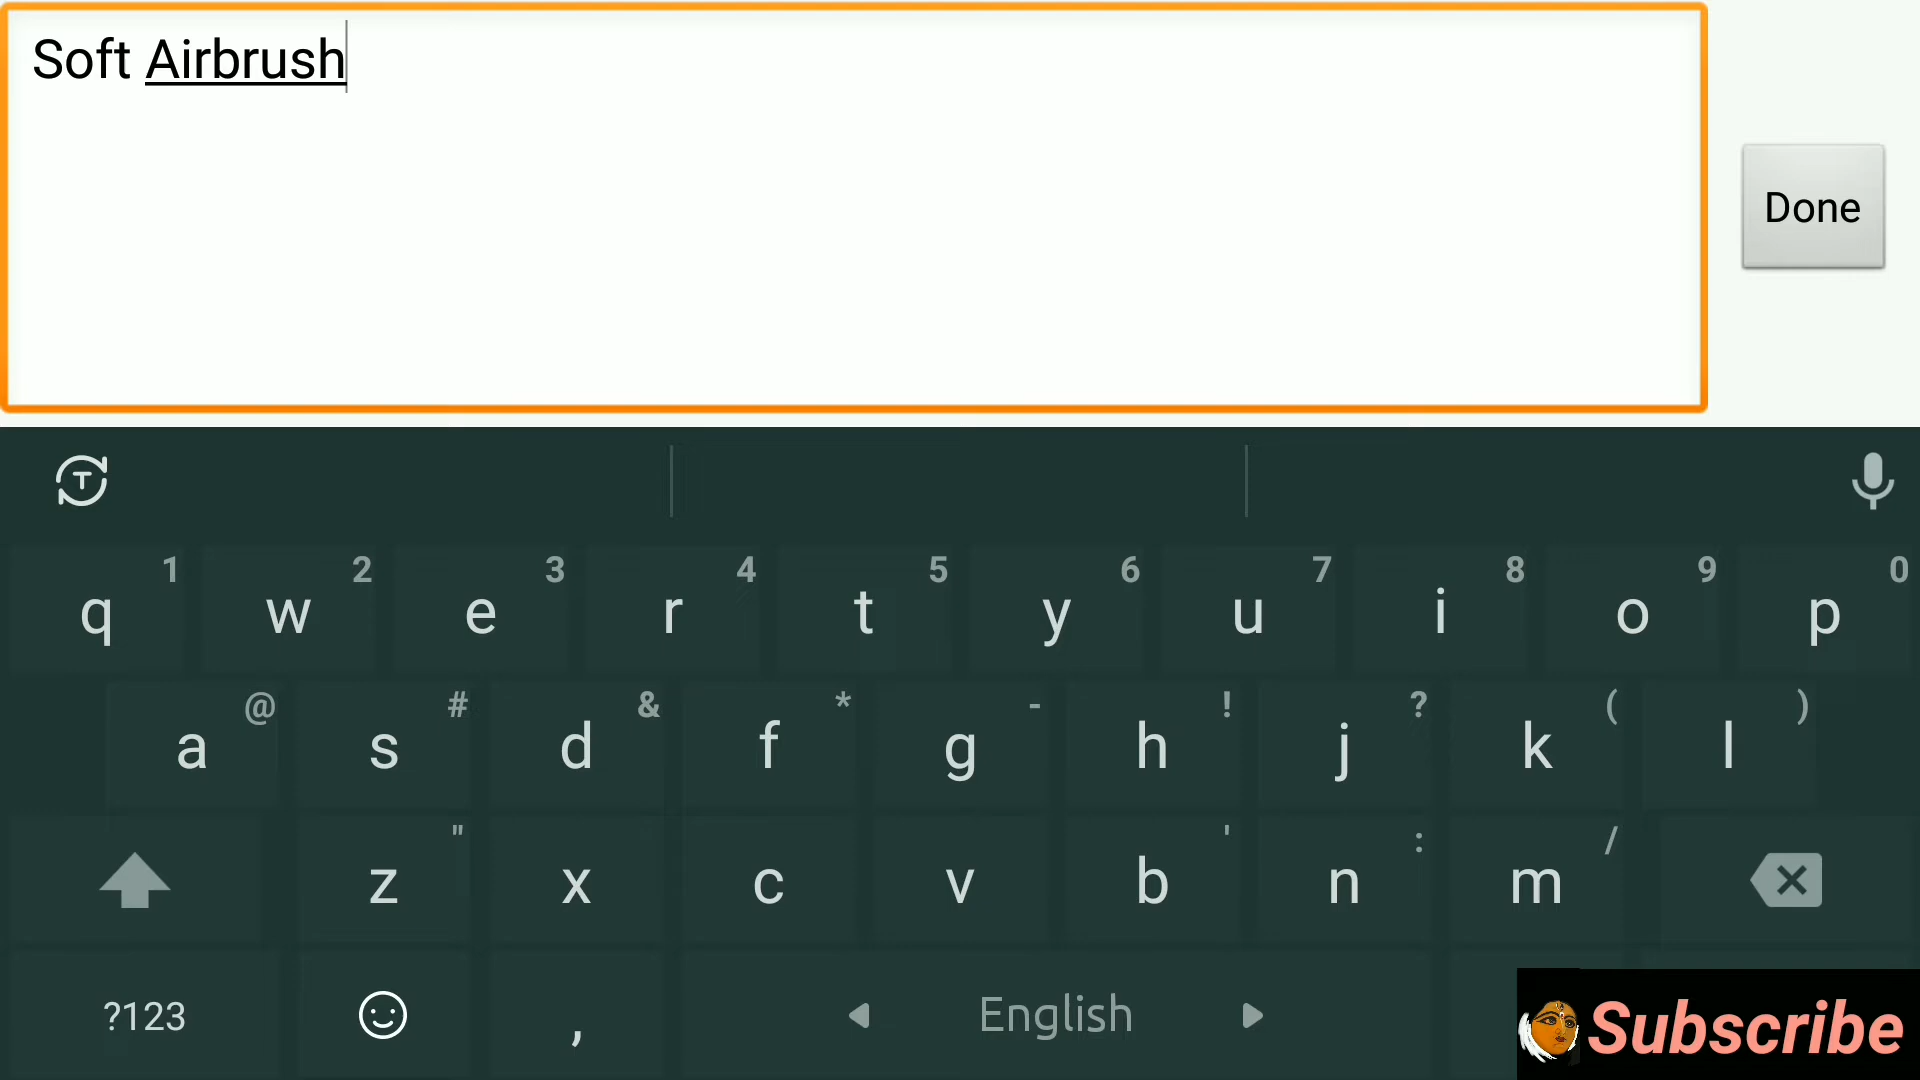 Soft Airbrush
Done
T
1 2 3 4 5 6 7 8 9 0
q w e r t y u i o p
@ # & * - ! ? ( )
a s d f g h j k l
" ' : /
z x c v b n m
?123 , English
Subscribe